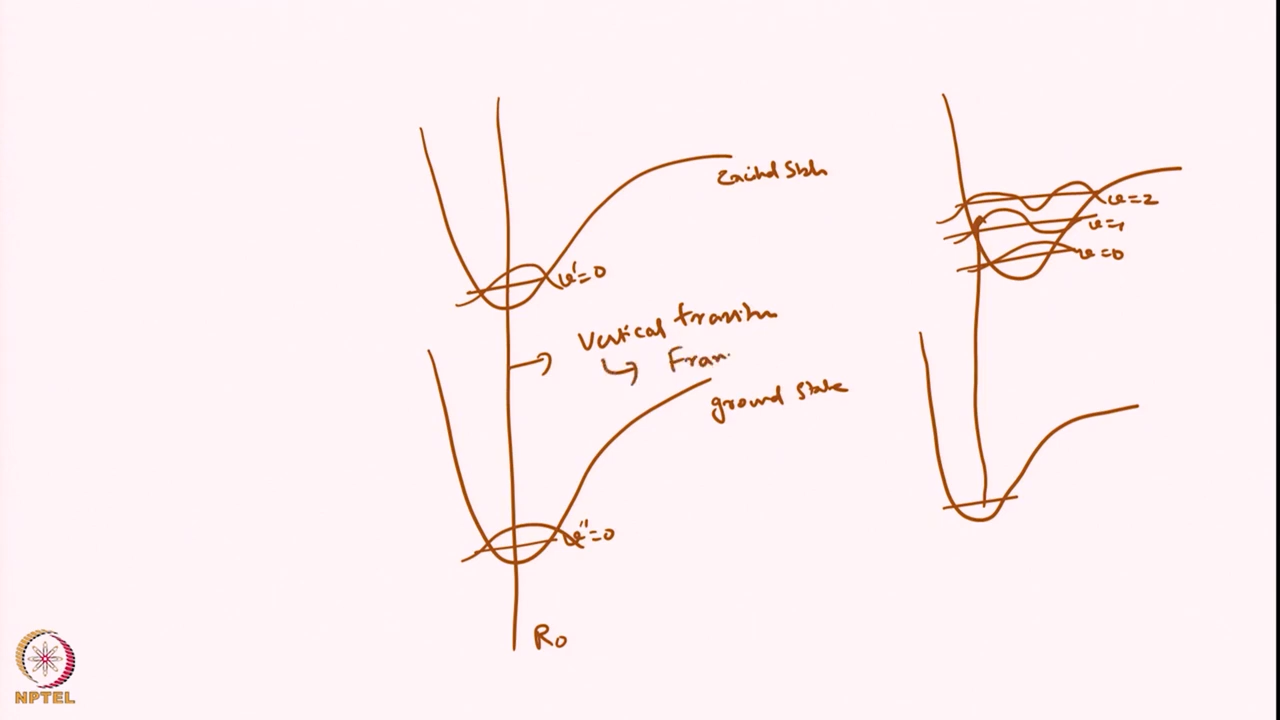 Excited State
v'=0
Vertical transition
↳ Fran
ground state
v''=0
R₀
v=2
v=1
v=0
NPTEL